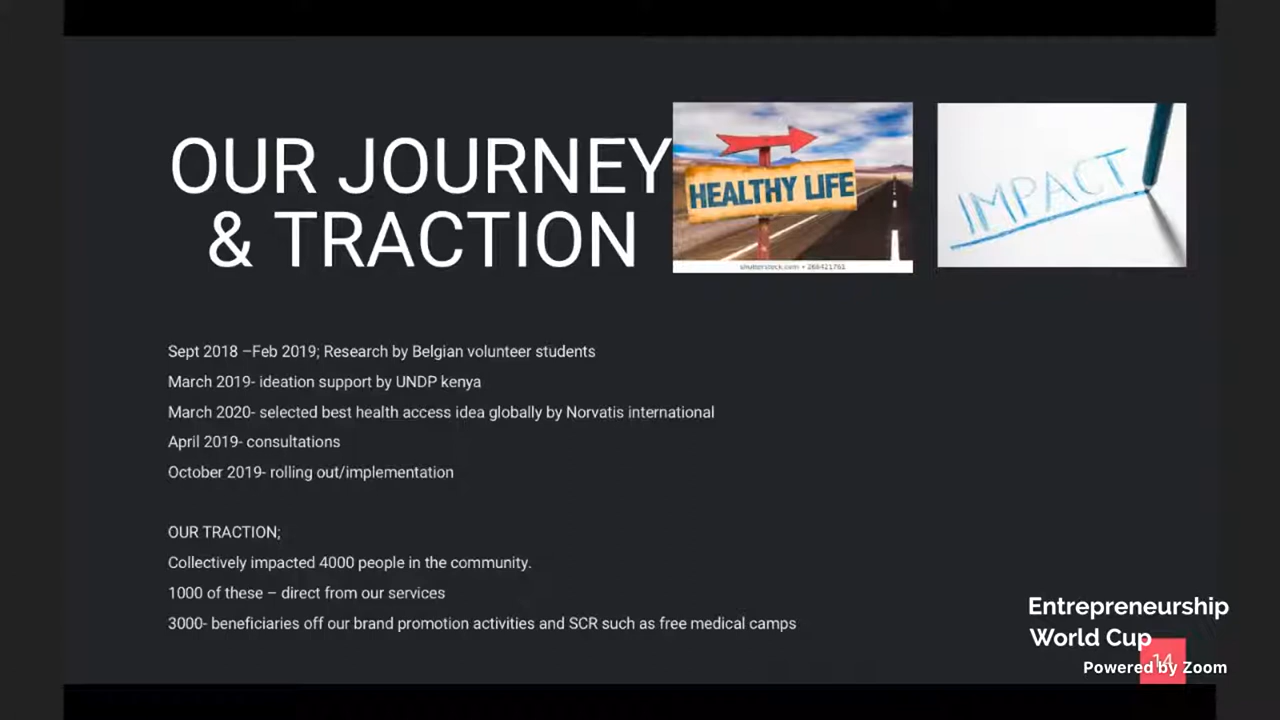 OUR JOURNEY
& TRACTION
HEALTHY LIFE
shutterstock.com • 266421761
IMPACT
Sept 2018 –Feb 2019; Research by Belgian volunteer students
March 2019- ideation support by UNDP kenya
March 2020- selected best health access idea globally by Norvatis international
April 2019- consultations
October 2019- rolling out/implementation
OUR TRACTION;
Collectively impacted 4000 people in the community.
1000 of these – direct from our services
3000- beneficiaries off our brand promotion activities and SCR such as free medical camps
Entrepreneurship
World Cup
14
Powered by Zoom